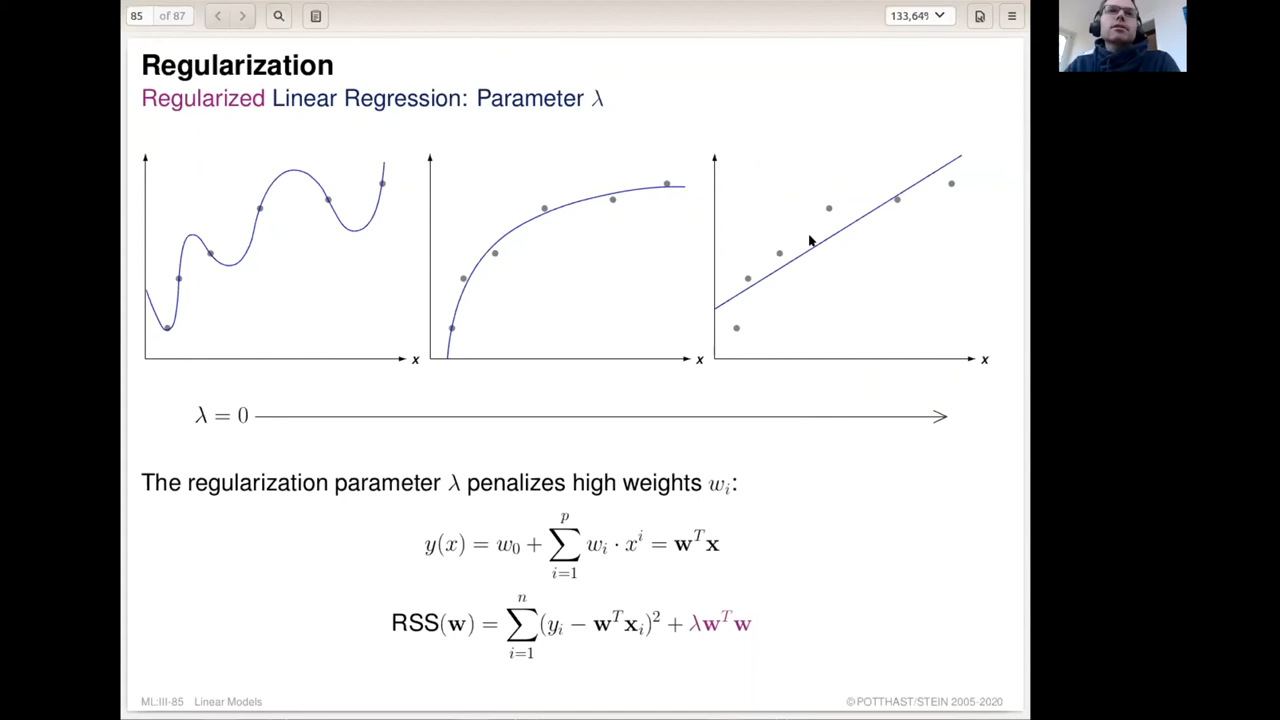 85 of 87 133,64%
Regularization
Regularized Linear Regression: Parameter λ
x x x
λ = 0
The regularization parameter λ penalizes high weights wᵢ:
y(x) = w₀ + ∑ᵢ₌₁ᵖ wᵢ · xⁱ = wᵀx
RSS(w) = ∑ᵢ₌₁ⁿ (yᵢ − wᵀxᵢ)² + λwᵀw
ML:III-85 Linear Models © POTTHAST/STEIN 2005-2020